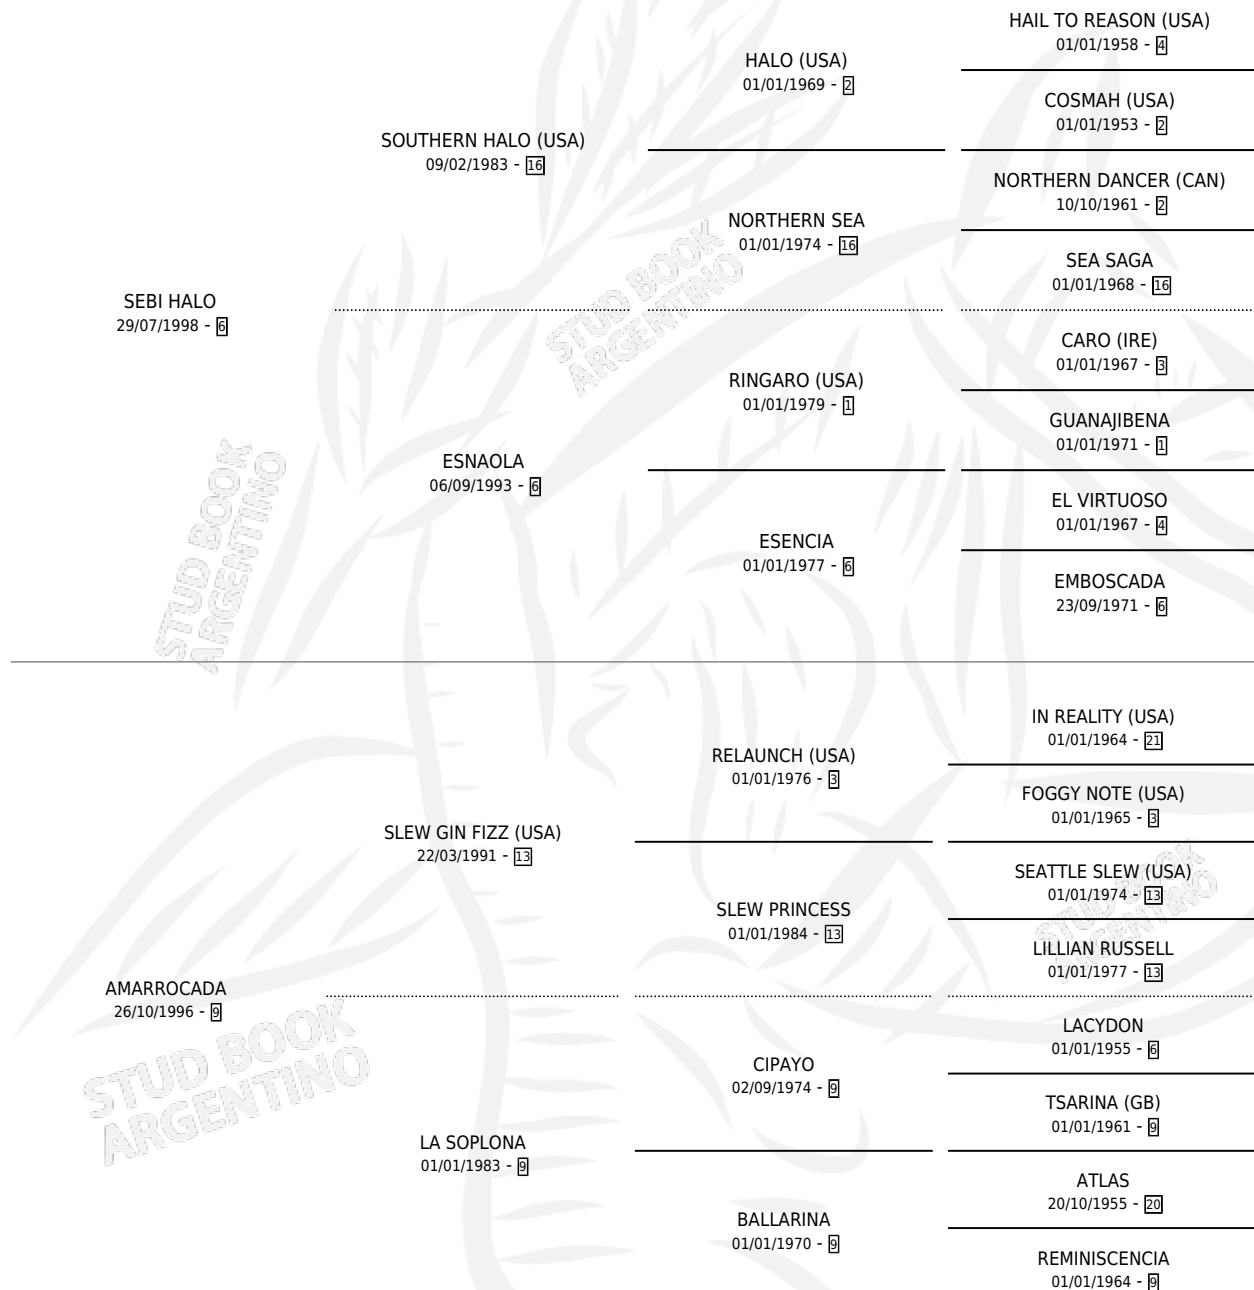 HAIL TO REASON (USA)
01/01/1958 - 4
HALO (USA)
01/01/1969 - 2
COSMAH (USA)
01/01/1953 - 2
SOUTHERN HALO (USA)
09/02/1983 - 16
NORTHERN DANCER (CAN)
10/10/1961 - 2
NORTHERN SEA
01/01/1974 - 16
SEA SAGA
01/01/1968 - 16
SEBI HALO
29/07/1998 - 6
STUD BOOK
ARGENTINO
CARO (IRE)
01/01/1967 - 3
RINGARO (USA)
01/01/1979 - 1
GUANAJIBENA
01/01/1971 - 1
ESNAOLA
06/09/1993 - 6
EL VIRTUOSO
01/01/1967 - 4
ESENCIA
01/01/1977 - 6
EMBOSCADA
23/09/1971 - 6
STUD BOOK
ARGENTINO
IN REALITY (USA)
01/01/1964 - 21
RELAUNCH (USA)
01/01/1976 - 3
FOGGY NOTE (USA)
01/01/1965 - 3
SLEW GIN FIZZ (USA)
22/03/1991 - 13
SEATTLE SLEW (USA)
01/01/1974 - 13
STUD BOOK
ARGENTINO
SLEW PRINCESS
01/01/1984 - 13
LILLIAN RUSSELL
01/01/1977 - 13
AMARROCADA
26/10/1996 - 9
STUD BOOK
ARGENTINO
LACYDON
01/01/1955 - 6
CIPAYO
02/09/1974 - 9
TSARINA (GB)
01/01/1961 - 9
LA SOPLONA
01/01/1983 - 9
ATLAS
20/10/1955 - 20
BALLARINA
01/01/1970 - 9
REMINISCENCIA
01/01/1964 - 9